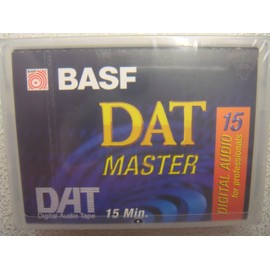 BASF
DAT
MASTER
15
DIGITAL AUDIO
for professionals
DAT
Digital Audio Tape
15 Min.